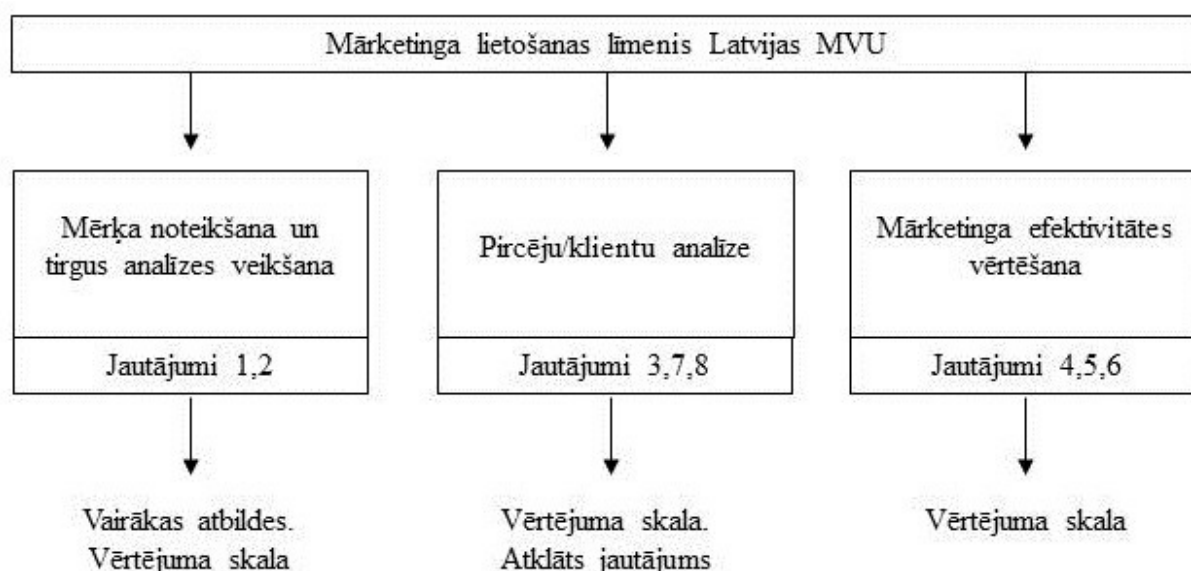 Mārketinga lietošanas līmenis Latvijas MVU
Mērķa noteikšana un
tirgus analīzes veikšana
Jautājumi 1,2
Vairākas atbildes.
Vērtējuma skala
Pircēju/klientu analīze
Jautājumi 3,7,8
Vērtējuma skala.
Atklāts jautājums
Mārketinga efektivitātes
vērtēšana
Jautājumi 4,5,6
Vērtējuma skala